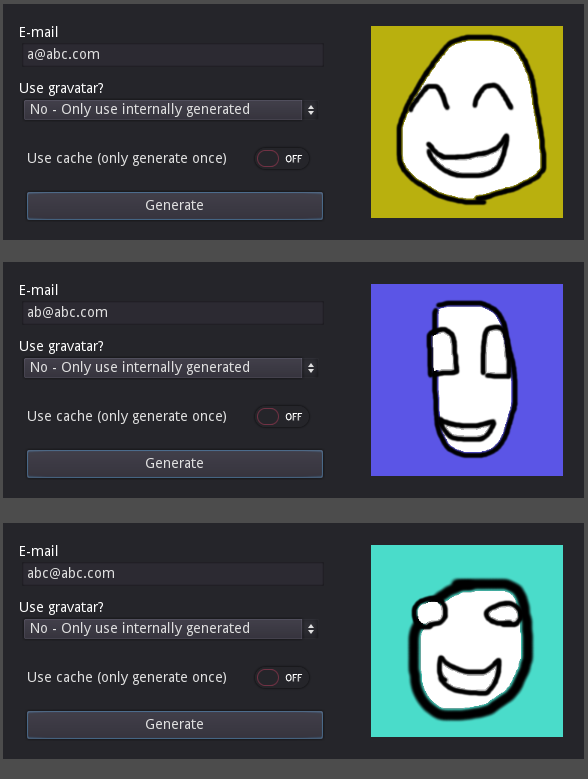 E-mail
a@abc.com
Use gravatar?
No - Only use internally generated
Use cache (only generate once) OFF
Generate
E-mail
ab@abc.com
Use gravatar?
No - Only use internally generated
Use cache (only generate once) OFF
Generate
E-mail
abc@abc.com
Use gravatar?
No - Only use internally generated
Use cache (only generate once) OFF
Generate